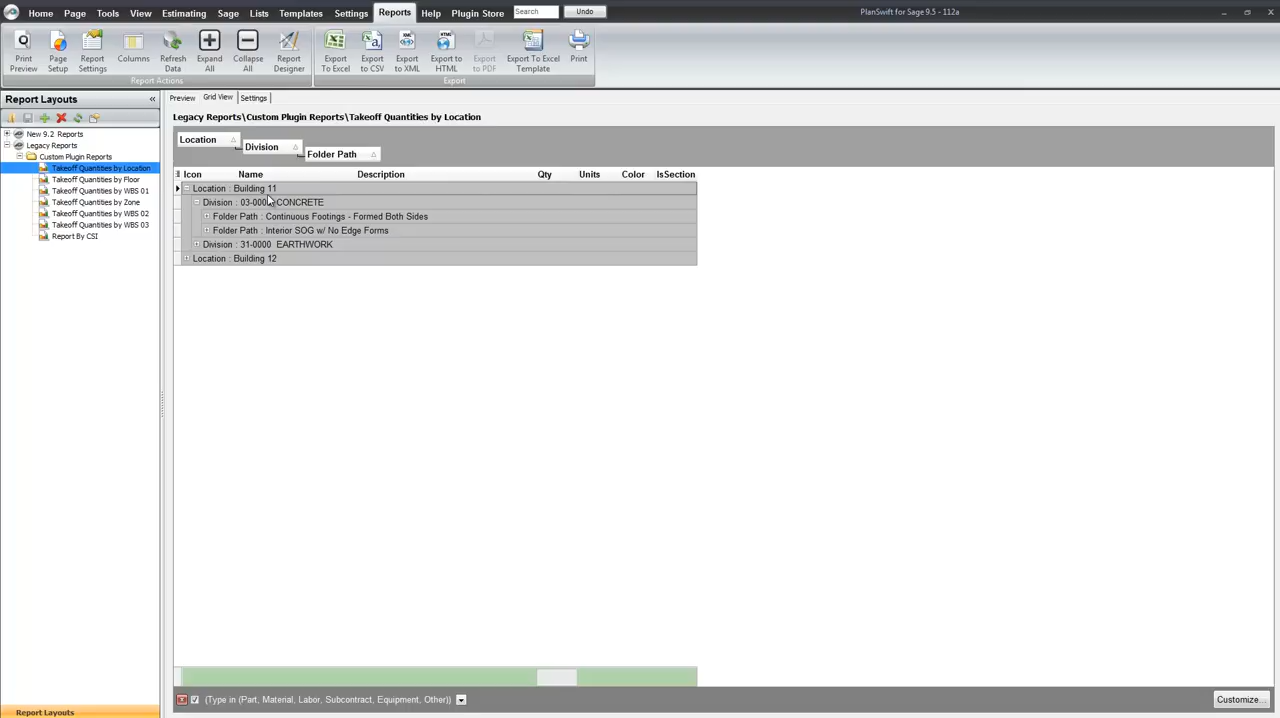 Home Page Tools View Estimating Sage Lists Templates Settings Reports Help Plugin Store Search Undo PlanSwift for Sage 9.5 - 112a
Print Preview
Page Setup
Report Settings
Columns
Refresh Data
Expand All
Collapse All
Report Designer
Export To Excel
Export to CSV
Export to XML
Export to HTML
Export to PDF
Export To Excel Template
Print
Report Actions
Export
Report Layouts
New 9.2 Reports
Legacy Reports
Custom Plugin Reports
Takeoff Quantities by Location
Takeoff Quantities by Floor
Takeoff Quantities by WBS 01
Takeoff Quantities by Zone
Takeoff Quantities by WBS 02
Takeoff Quantities by WBS 03
Report By CSI
Report Layouts
Preview Grid View Settings
Legacy Reports\Custom Plugin Reports\Takeoff Quantities by Location
Location
Division
Folder Path
Icon Name Description Qty Units Color IsSection
Location : Building 11
Division : 03-0000 CONCRETE
Folder Path : Continuous Footings - Formed Both Sides
Folder Path : Interior SOG w/ No Edge Forms
Division : 31-0000 EARTHWORK
Location : Building 12
(Type in (Part, Material, Labor, Subcontract, Equipment, Other))
Customize...